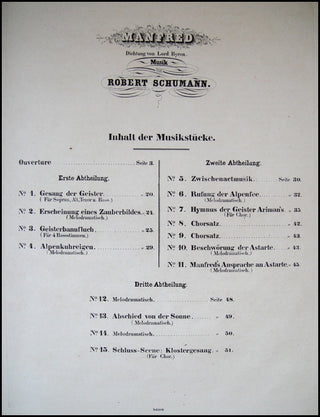 MANFRED
Dichtung von Lord Byron.
Musik
von
ROBERT SCHUMANN.
Inhalt der Musikstücke.
Ouverture Seite 3.
Erste Abtheilung.
No 1. Gesang der Geister „ 20.
(Für Sopran, Alt, Tenor u. Bass.)
No 2. Erscheinung eines Zauberbildes „ 24.
(Melodramatisch.)
No 3. Geisterbannfluch „ 25.
(Für 4 Bassstimmen.)
No 4. Alpenkuhreigen „ 29.
(Melodramatisch.)
Zweite Abtheilung.
No 5. Zwischenactmusik Seite 30.
No 6. Rufung der Alpenfee „ 32.
(Melodramatisch.)
No 7. Hymnus der Geister Ariman's „ 35
(Für Chor.)
No 8. Chorsatz „ 42.
No 9. Chorsatz „ 43.
No 10. Beschwörung der Astarte „ 43.
(Melodramatisch.)
No 11. Manfred's Ansprache an Astarte „ 45
(Melodramatisch.)
Dritte Abtheilung.
No 12. Melodramatisch. Seite 48.
No 13. Abschied von der Sonne „ 49.
(Melodramatisch.)
No 14. Melodramatisch. „ 50.
No 15. Schluss-Scene: Klostergesang „ 51.
(Für Chor.)